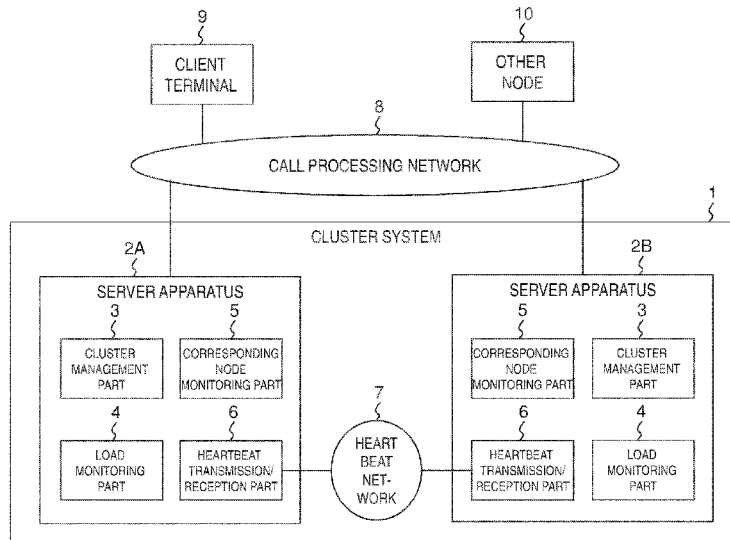 9
CLIENT
TERMINAL
10
OTHER
NODE
8
CALL PROCESSING NETWORK
1
CLUSTER SYSTEM
2A
SERVER APPARATUS
3
CLUSTER
MANAGEMENT
PART
5
CORRESPONDING
NODE
MONITORING PART
4
LOAD
MONITORING
PART
6
HEARTBEAT
TRANSMISSION/
RECEPTION PART
7
HEART
BEAT
NET-
WORK
2B
SERVER APPARATUS
5
CORRESPONDING
NODE
MONITORING PART
3
CLUSTER
MANAGEMENT
PART
6
HEARTBEAT
TRANSMISSION/
RECEPTION PART
4
LOAD
MONITORING
PART